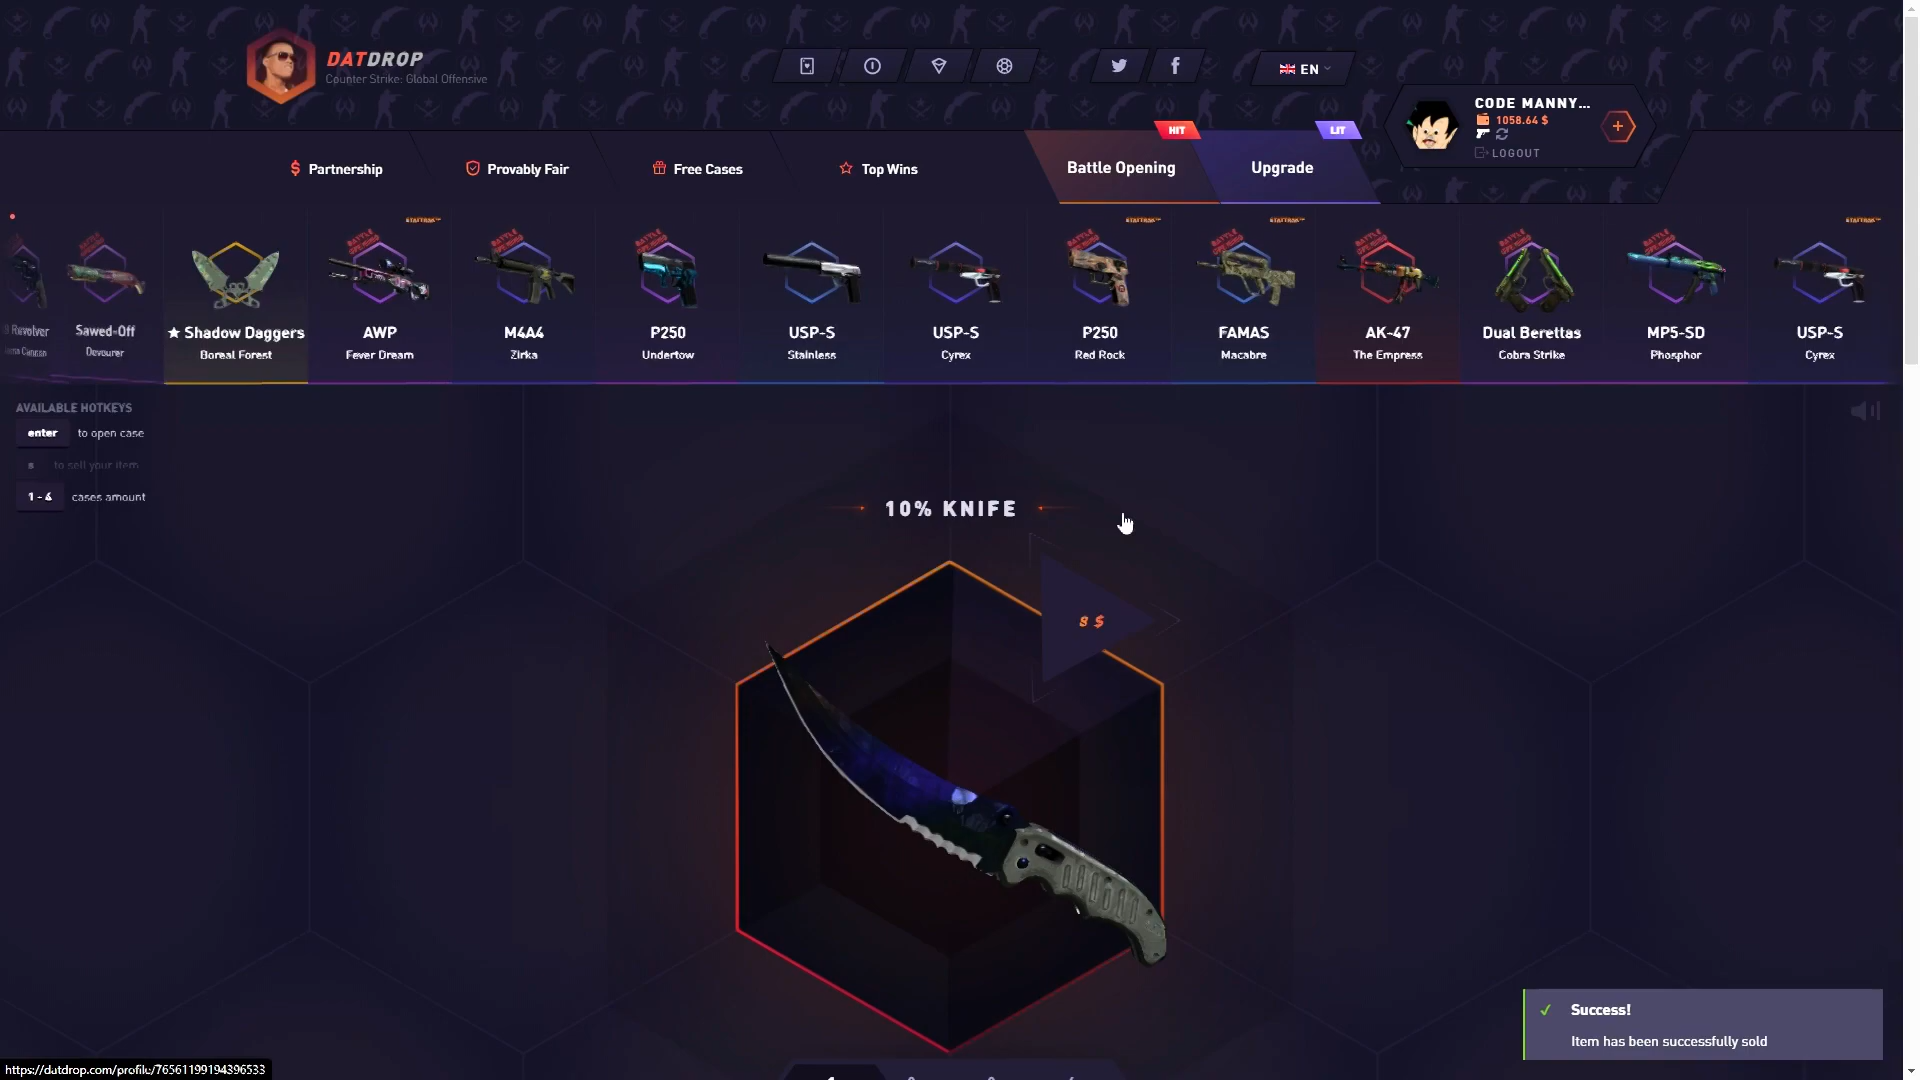 DATDROP
Counter Strike: Global Offensive
EN
CODE MANNY...
1058.64 $
LOGOUT
Partnership
Provably Fair
Free Cases
Top Wins
HIT
Battle Opening
LIT
Upgrade
Revolver
Sawed-Off
Devourer
★ Shadow Daggers
Boreal Forest
STATTRAK™
AWP
Fever Dream
M4A4
Zirka
P250
Undertow
USP-S
Stainless
USP-S
Cyrex
STATTRAK™
P250
Red Rock
STATTRAK™
FAMAS
Macabre
AK-47
The Empress
Dual Berettas
Cobra Strike
MP5-SD
Phosphor
STATTRAK™
USP-S
Cyrex
AVAILABLE HOTKEYS
enter to open case
s to sell your item
1 - 4 cases amount
10% KNIFE
8 $
✓ Success!
Item has been successfully sold
https://datdrop.com/profile/76561199194396533